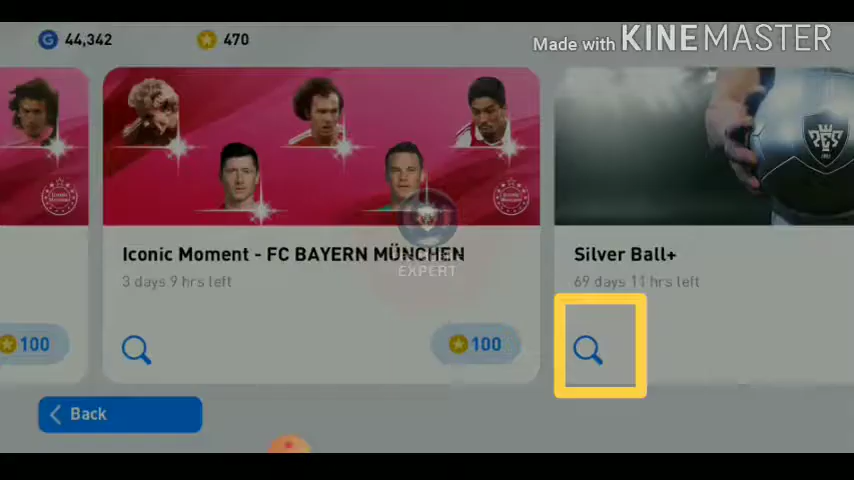 44,342
470
Made with KINEMASTER
Iconic Moment - FC BAYERN MÜNCHEN
3 days 9 hrs left
EXPERT
Silver Ball+
69 days 11 hrs left
100
100
Back